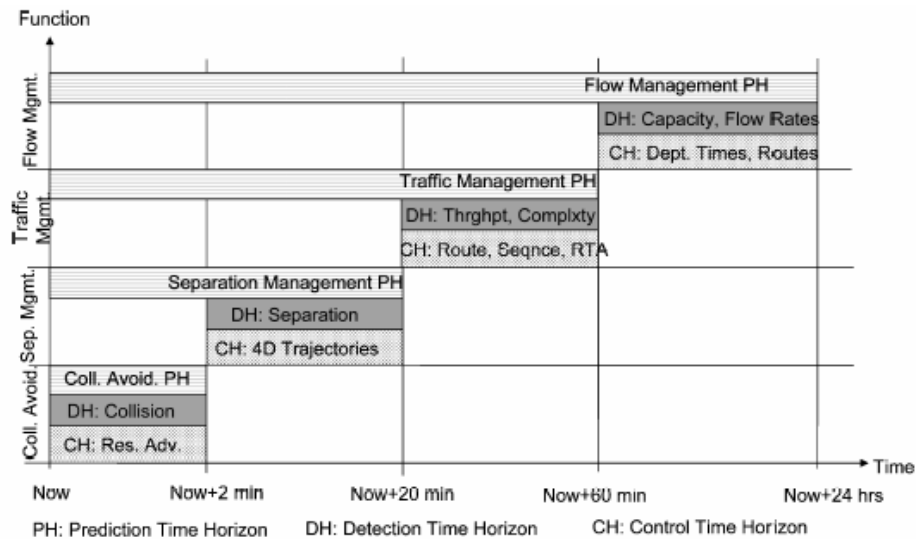 Function
Flow Mgmt.
Flow Management PH
DH: Capacity, Flow Rates
CH: Dept. Times, Routes
Traffic
Mgmt.
Traffic Management PH
DH: Thrghpt, Complxty
CH: Route, Seqnce, RTA
Sep. Mgmt.
Separation Management PH
DH: Separation
CH: 4D Trajectories
Coll. Avoid.
Coll. Avoid. PH
DH: Collision
CH: Res. Adv.
Time
Now Now+2 min Now+20 min Now+60 min Now+24 hrs
PH: Prediction Time Horizon DH: Detection Time Horizon CH: Control Time Horizon